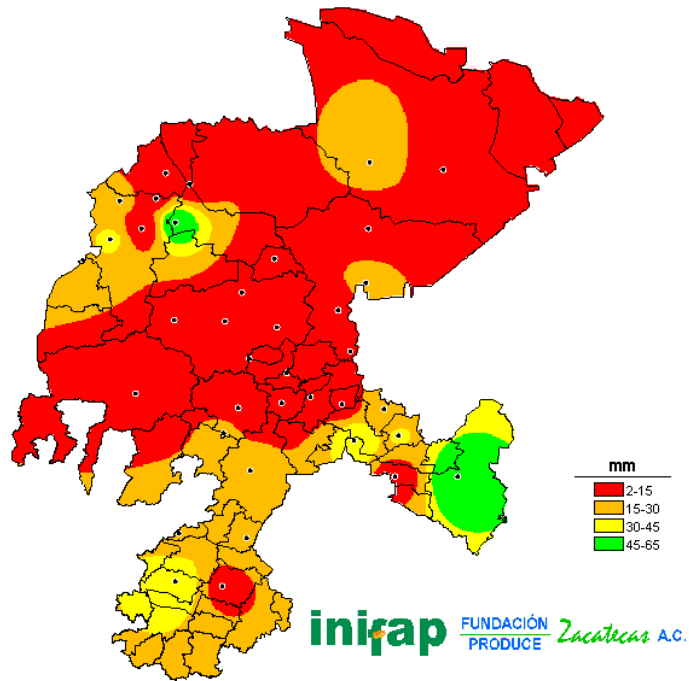 mm
2-15
15-30
30-45
45-65
inifap
FUNDACIÓN
PRODUCE
Zacatecas A.C.